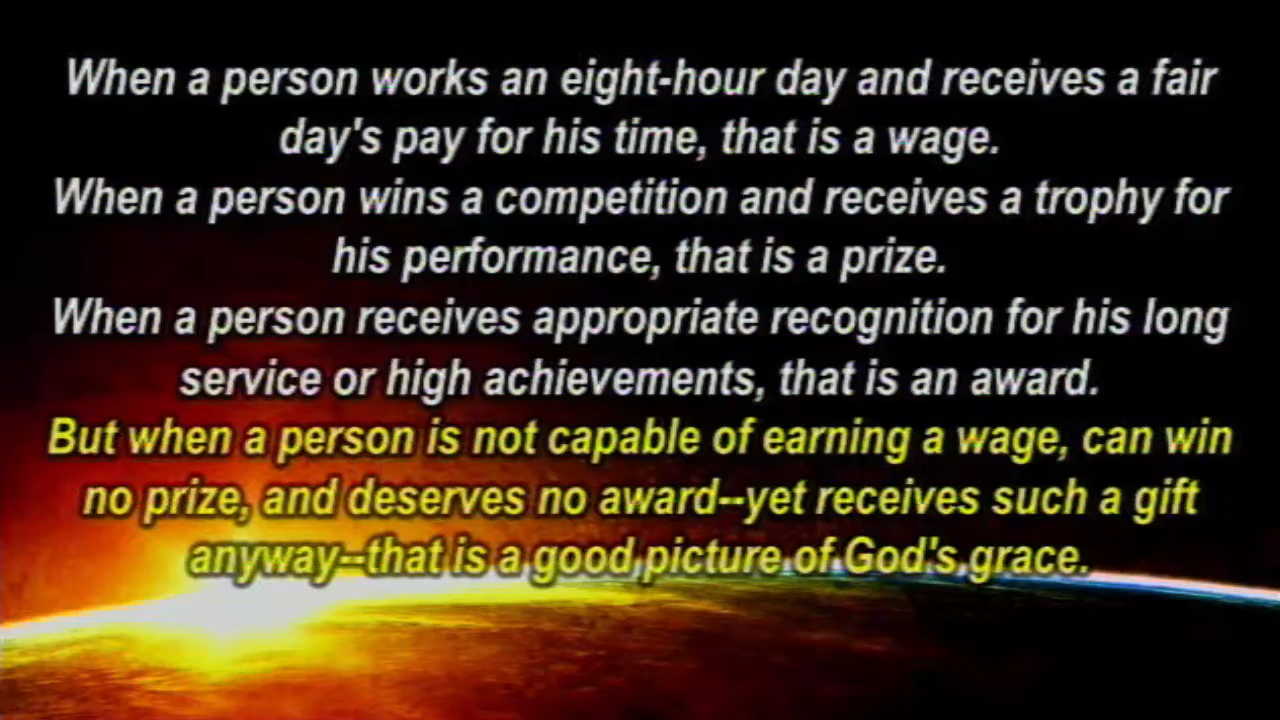 When a person works an eight-hour day and receives a fair
day's pay for his time, that is a wage.
When a person wins a competition and receives a trophy for
his performance, that is a prize.
When a person receives appropriate recognition for his long
service or high achievements, that is an award.
But when a person is not capable of earning a wage, can win
no prize, and deserves no award--yet receives such a gift
anyway--that is a good picture of God's grace.